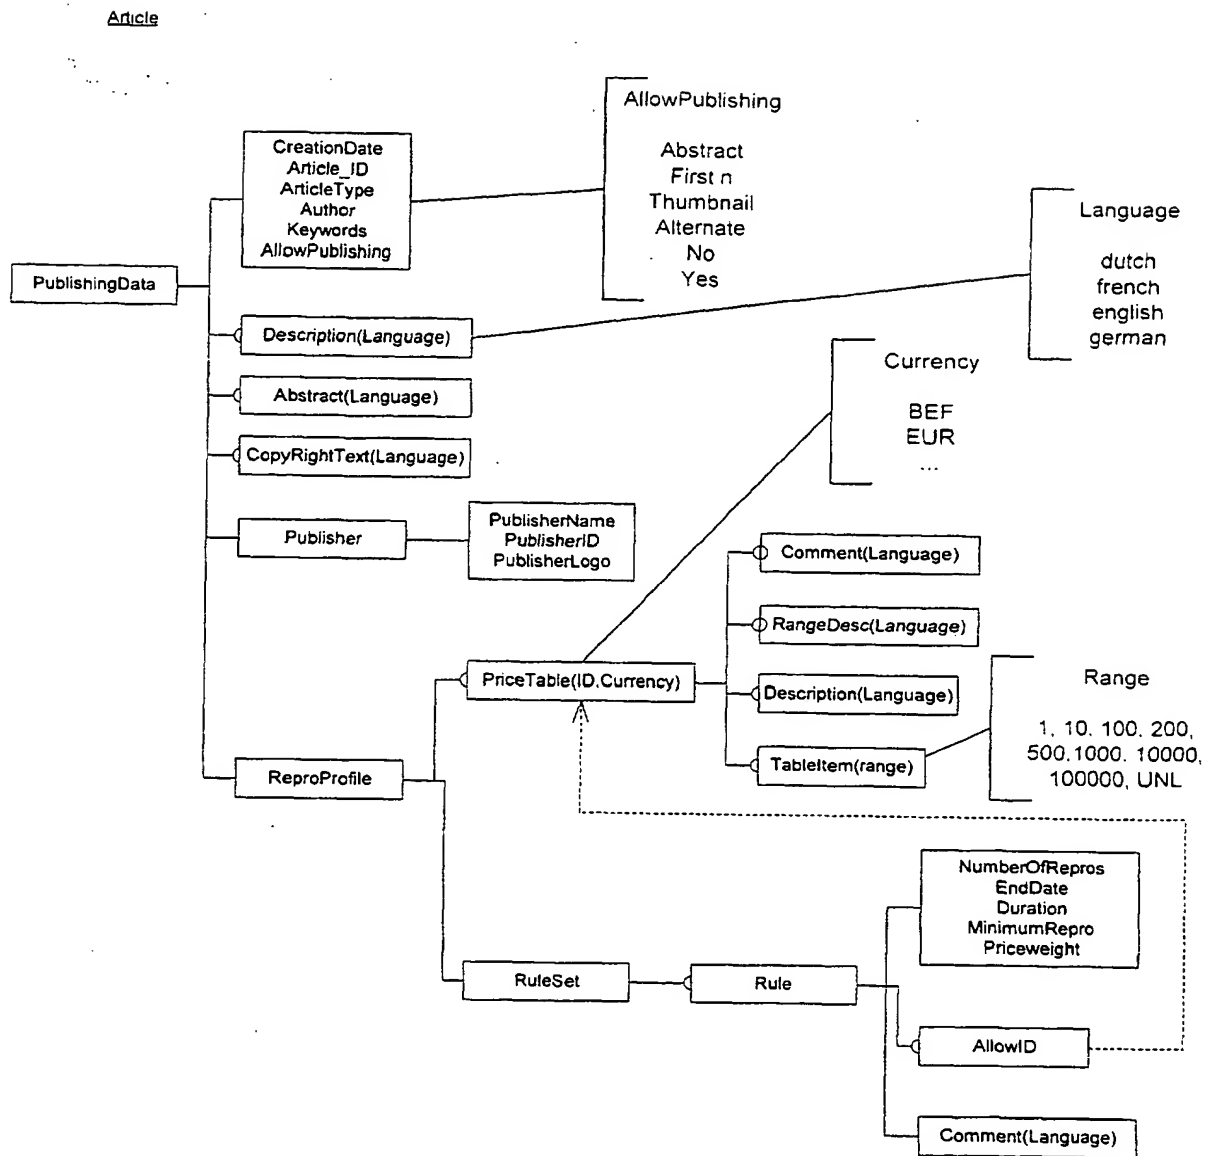 Article
AllowPublishing
Abstract
First n
Thumbnail
Alternate
No
Yes
CreationDate
Article_ID
ArticleType
Author
Keywords
AllowPublishing
Language
dutch
french
english
german
PublishingData
Description(Language)
Abstract(Language)
CopyRightText(Language)
Currency
BEF
EUR
...
Publisher
PublisherName
PublisherID
PublisherLogo
Comment(Language)
RangeDesc(Language)
PriceTable(ID.Currency)
Description(Language)
TableItem(range)
Range
1, 10. 100. 200,
500.1000. 10000,
100000, UNL
ReproProfile
NumberOfRepros
EndDate
Duration
MinimumRepro
Priceweight
RuleSet
Rule
AllowID
Comment(Language)